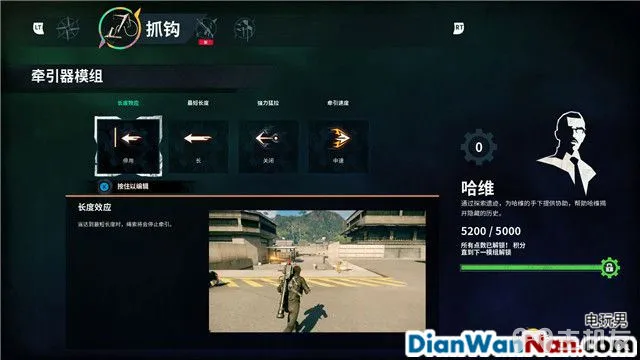 LT
抓钩
RT
牵引器模组
长度效应
最短长度
强力猛拉
牵引速度
停用
长
关闭
中速
X 按住以编辑
长度效应
当达到最短长度时，绳索将会停止牵引。
0
哈维
通过探索遗迹，为哈维的手下提供协助，帮助哈维揭
开隐藏的历史。
5200 / 5000
所有点数已解锁！ 积分
直到下一模组解锁
电玩男
DianWanNan.com